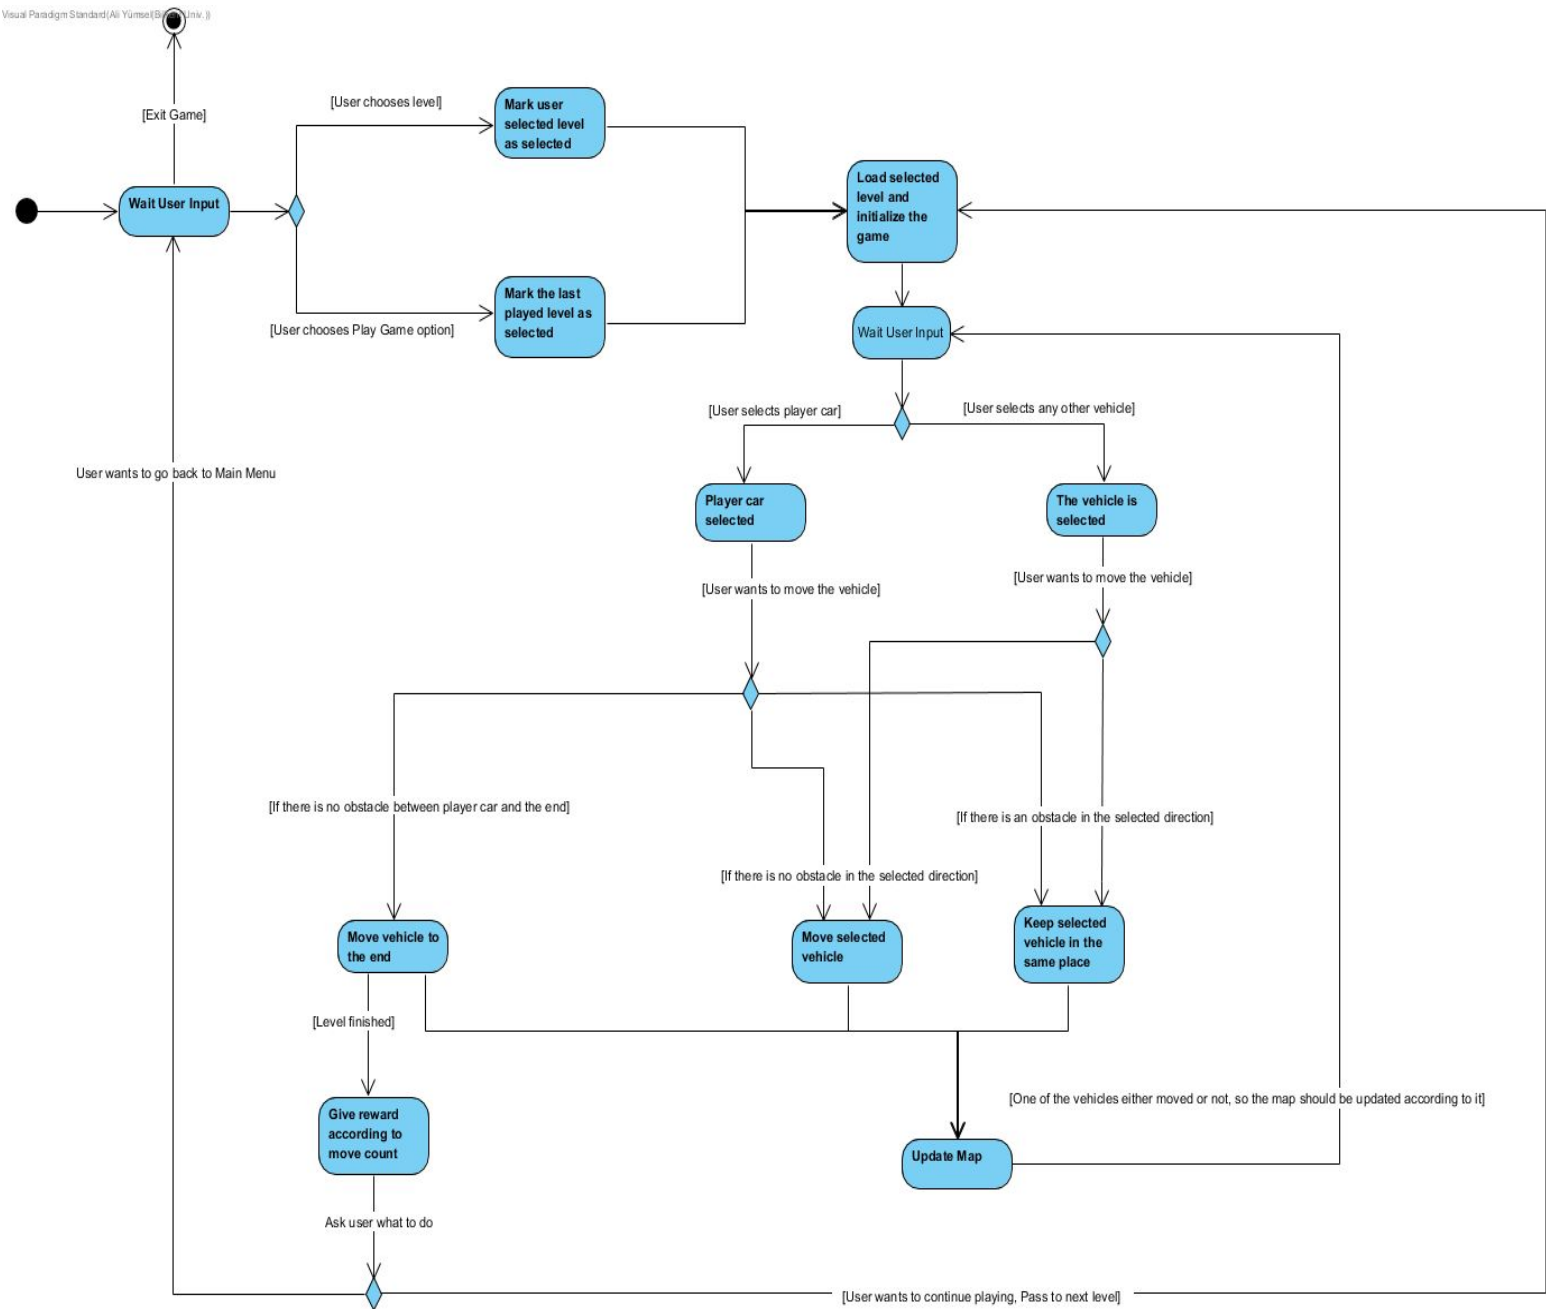 Visual Paradigm Standard(Ali Yümsel(Bil Univ.))
[Exit Game]
[User chooses level]
Mark user
selected level
as selected
Wait User Input
Load selected
level and
initialize the
game
Mark the last
played level as
selected
[User chooses Play Game option]
Wait User Input
[User selects player car]
[User selects any other vehicle]
User wants to go back to Main Menu
Player car
selected
The vehicle is
selected
[User wants to move the vehicle]
[User wants to move the vehicle]
[If there is no obstacle between player car and the end]
[If there is an obstacle in the selected direction]
[If there is no obstacle in the selected direction]
Move vehicle to
the end
Move selected
vehicle
Keep selected
vehicle in the
same place
[Level finished]
[One of the vehicles either moved or not, so the map should be updated according to it]
Give reward
according to
move count
Update Map
Ask user what to do
[User wants to continue playing, Pass to next level]